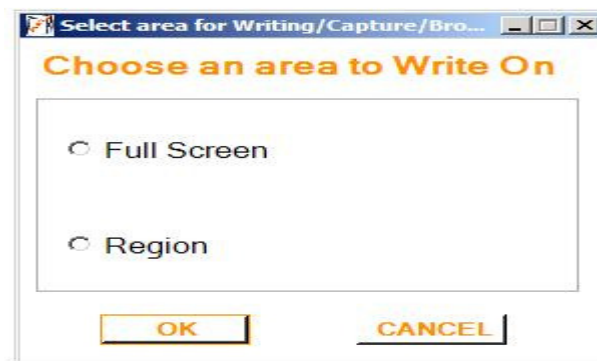 Select area for Writing/Capture/Bro...
Choose an area to Write On
Full Screen
Region
OK CANCEL